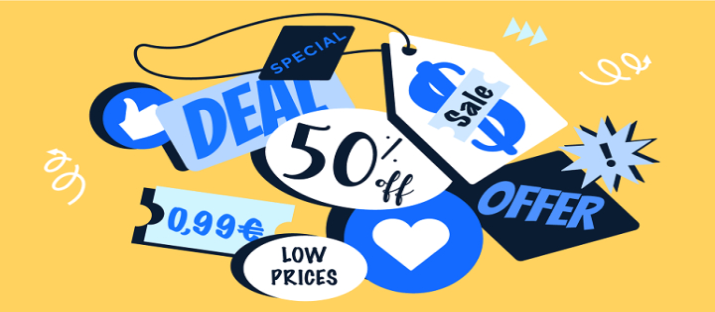 SPECIAL
DEAL
50%
off
$
Sale
!
OFFER
0,99€
LOW
PRICES